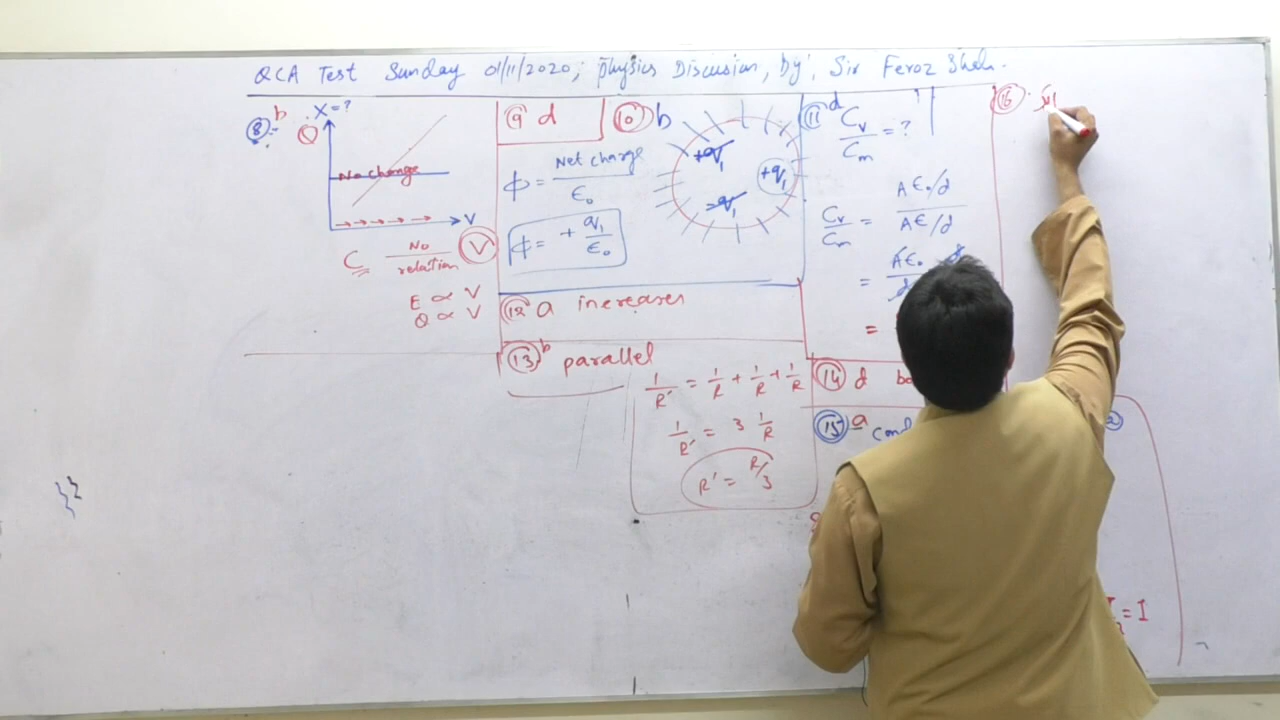 QCA Test Sunday 01/11/2020; Physics Discussion, by, Sir Feroz Shah.
8 b
X = ?
Q
No change
V
C No relation V
E ∝ V
Q ∝ V
9 d
10 b
φ = Net charge / ε₀
φ = + q₁ / ε₀
+q₁
+q₁
-q₁
11 d
Cv / Cm = ?
Cv / Cm = Aε₀/d / Aε/d
= Aε₀
=
12 a increases
13 b parallel
1/R' = 1/R + 1/R + 1/R
1/R' = 3 1/R
R' = R/3
14 d
15 a
16
= I